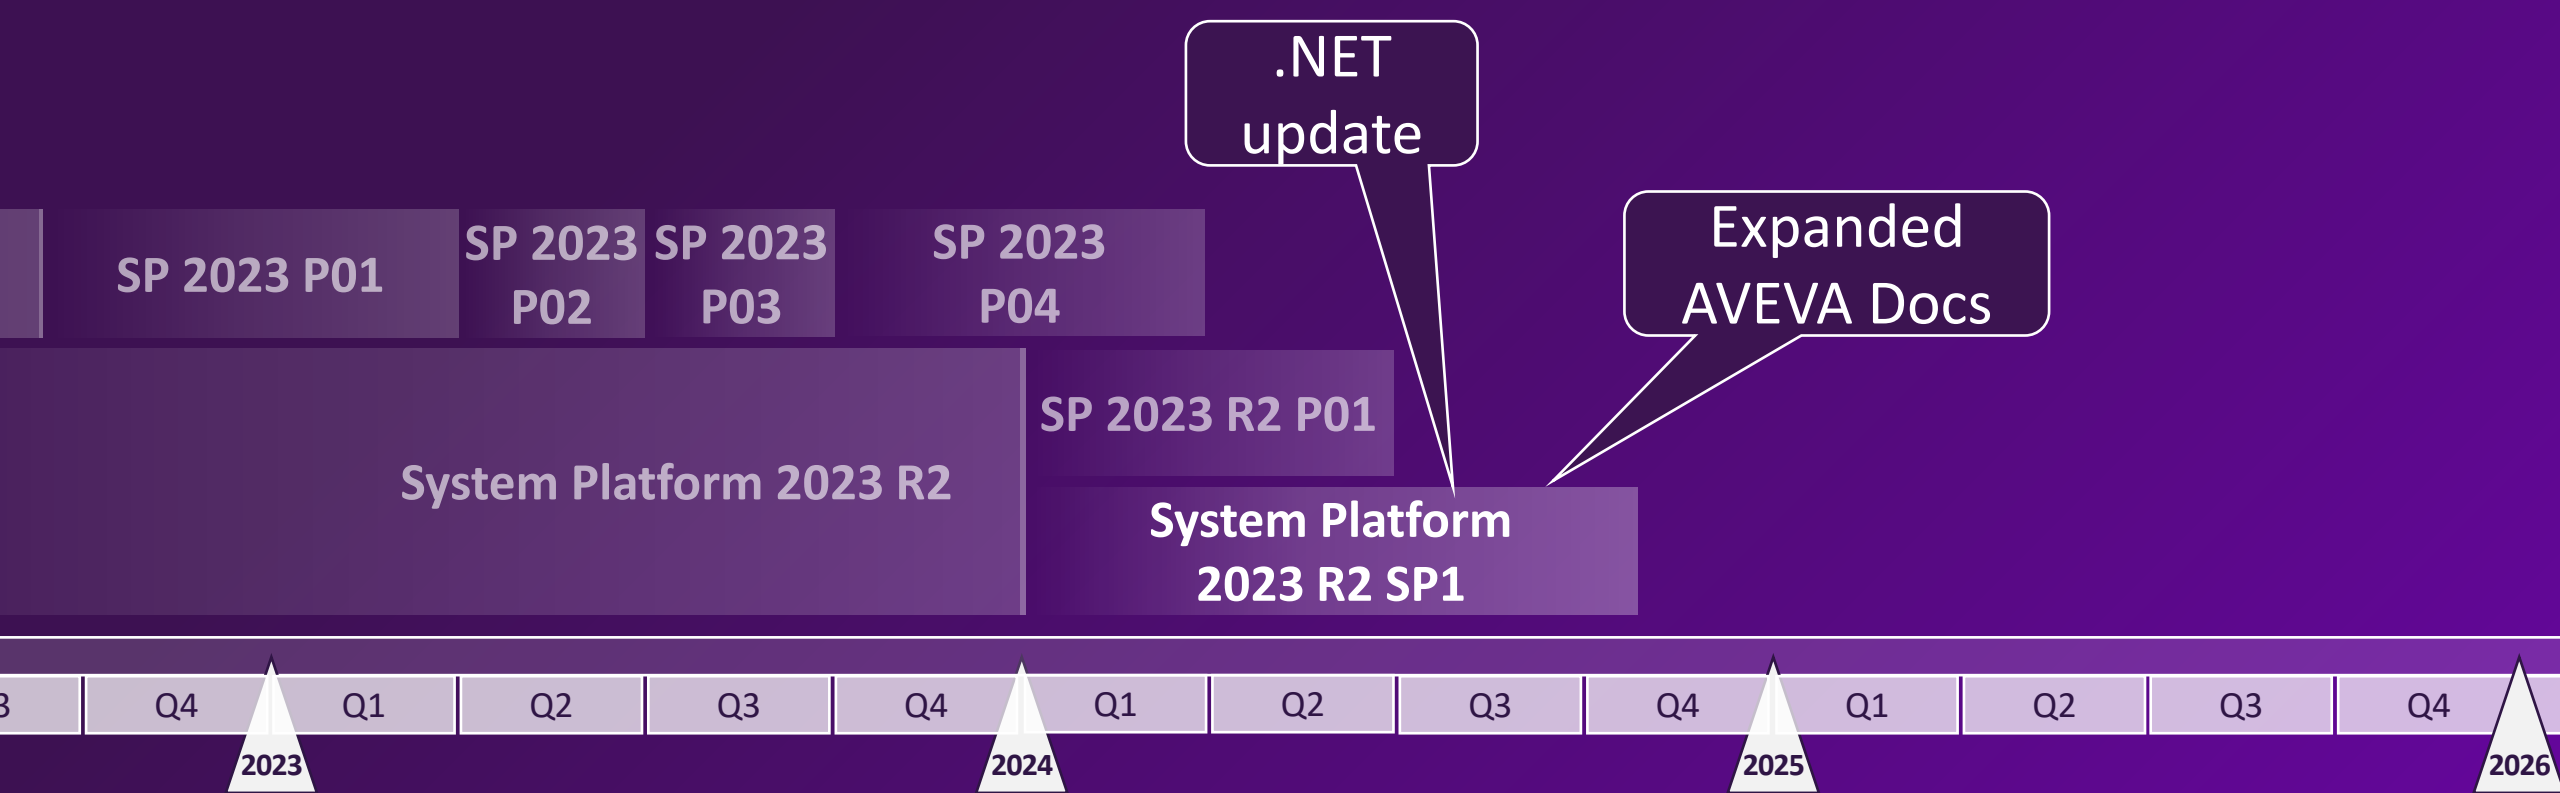 .NET
update
Expanded
AVEVA Docs
SP 2023 P01
SP 2023
P02
SP 2023
P03
SP 2023
P04
SP 2023 R2 P01
System Platform 2023 R2
System Platform
2023 R2 SP1
3 Q4 Q1 Q2 Q3 Q4 Q1 Q2 Q3 Q4 Q1 Q2 Q3 Q4
2023 2024 2025 2026